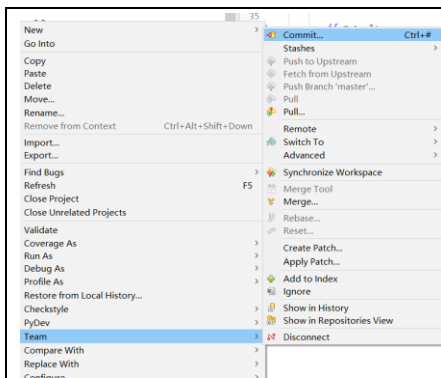 35
New
Go Into
Copy
Paste
Delete
Move...
Rename...
Remove from Context Ctrl+Alt+Shift+Down
Import...
Export...
Find Bugs
Refresh F5
Close Project
Close Unrelated Projects
Validate
Coverage As
Run As
Debug As
Profile As
Restore from Local History...
Checkstyle
PyDev
Team
Compare With
Replace With
Configure
Commit... Ctrl+#
Stashes
Push to Upstream
Fetch from Upstream
Push Branch 'master'...
Pull
Pull...
Remote
Switch To
Advanced
Synchronize Workspace
Merge Tool
Merge...
Rebase...
Reset...
Create Patch...
Apply Patch...
Add to Index
Ignore
Show in History
Show in Repositories View
Disconnect